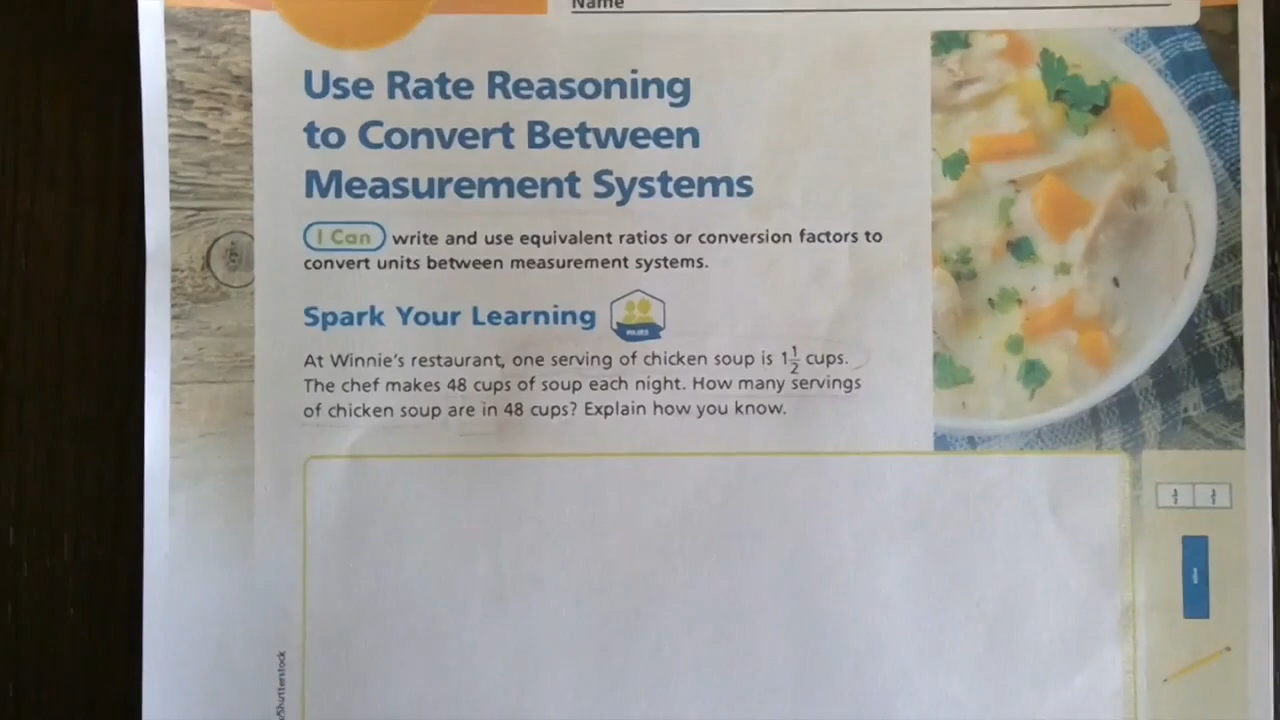 Name
Use Rate Reasoning
to Convert Between
Measurement Systems
I Can write and use equivalent ratios or conversion factors to
convert units between measurement systems.
Spark Your Learning
At Winnie's restaurant, one serving of chicken soup is 1 1/2 cups.
The chef makes 48 cups of soup each night. How many servings
of chicken soup are in 48 cups? Explain how you know.
/Shutterstock